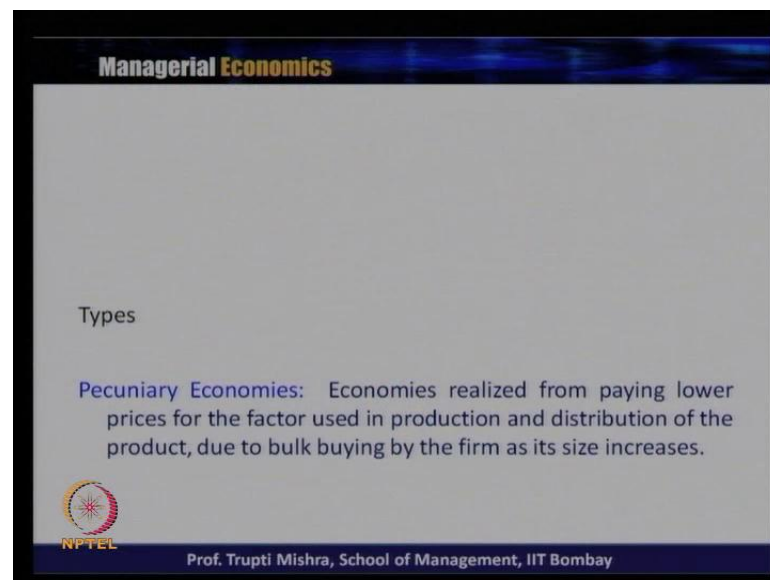 Managerial Economics
Types
Pecuniary Economies: Economies realized from paying lower
prices for the factor used in production and distribution of the
product, due to bulk buying by the firm as its size increases.
NPTEL
Prof. Trupti Mishra, School of Management, IIT Bombay